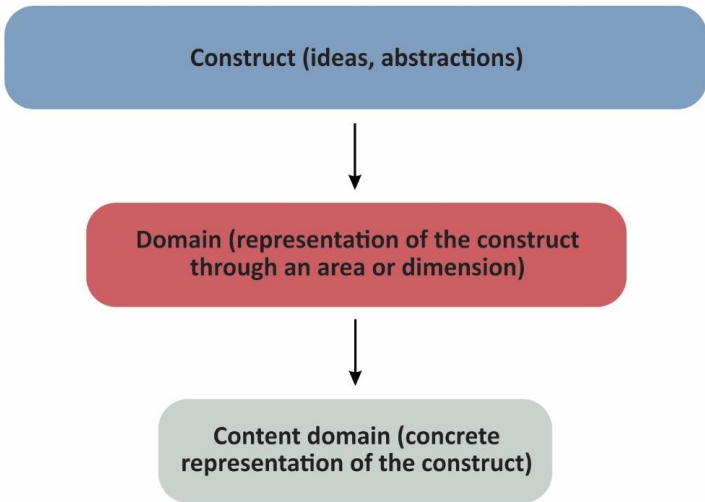 Construct (ideas, abstractions)
Domain (representation of the construct
through an area or dimension)
Content domain (concrete
representation of the construct)